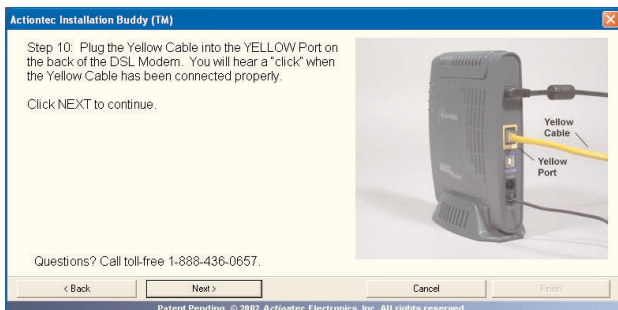 Actiontec Installation Buddy (TM)
Step 10: Plug the Yellow Cable into the YELLOW Port on
the back of the DSL Modem. You will hear a "click" when
the Yellow Cable has been connected properly.
Click NEXT to continue.
Yellow
Cable
Yellow
Port
Questions? Call toll-free 1-888-436-0657.
< Back
Next >
Cancel
Finish
Patent Pending. © 2002 Actiontec Electronics, Inc. All rights reserved.